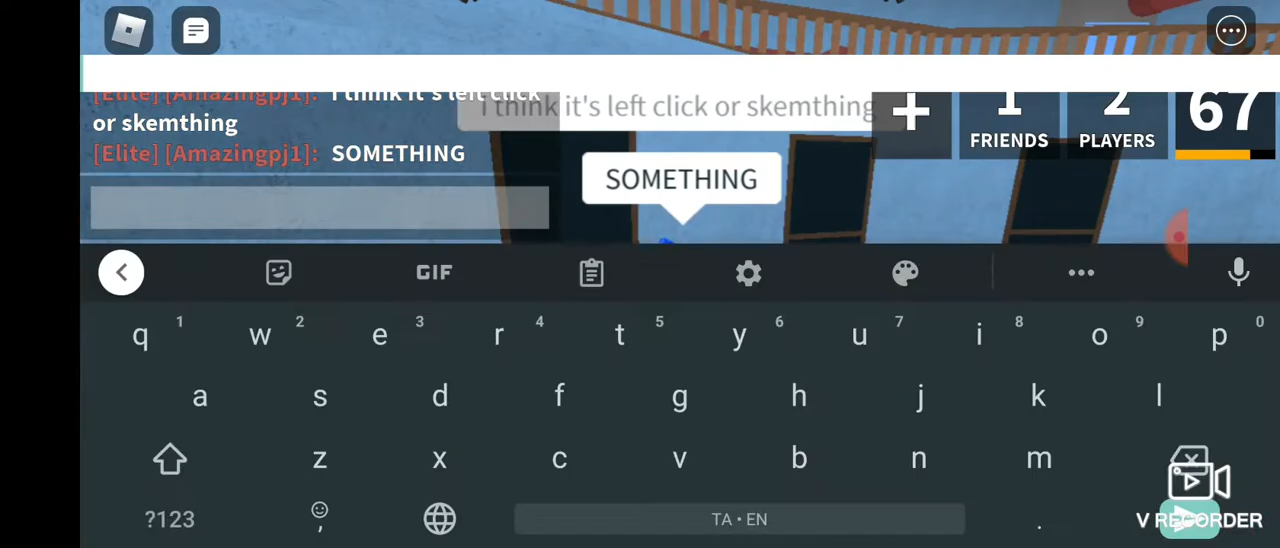 [Elite] [Amazingpj1]: I think it's left click
or skemthing
[Elite] [Amazingpj1]: SOMETHING
I think it's left click or skemthing
SOMETHING
+
1
FRIENDS
2
PLAYERS
67
GIF
q 1 w 2 e 3 r 4 t 5 y 6 u 7 i 8 o 9 p 0
a s d f g h j k l
z x c v b n m
?123 , TA • EN .
V RECORDER